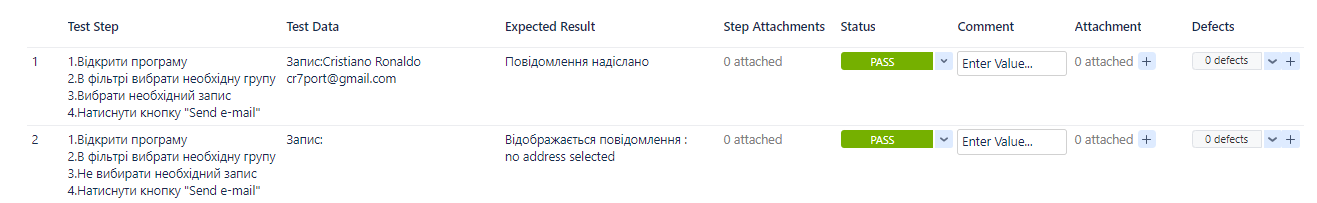 Test Step Test Data Expected Result Step Attachments Status Comment Attachment Defects
1 1.Відкрити програму Запис:Cristiano Ronaldo Повідомлення надіслано 0 attached PASS Enter Value... 0 attached + 0 defects +
2.В фільтрі вибрати необхідну групу cr7port@gmail.com
3.Вибрати необхідний запис
4.Натиснути кнопку "Send e-mail"
2 1.Відкрити програму Запис: Відображається повідомлення : 0 attached PASS Enter Value... 0 attached + 0 defects +
2.В фільтрі вибрати необхідну групу no address selected
3.Не вибирати необхідний запис
4.Натиснути кнопку "Send e-mail"